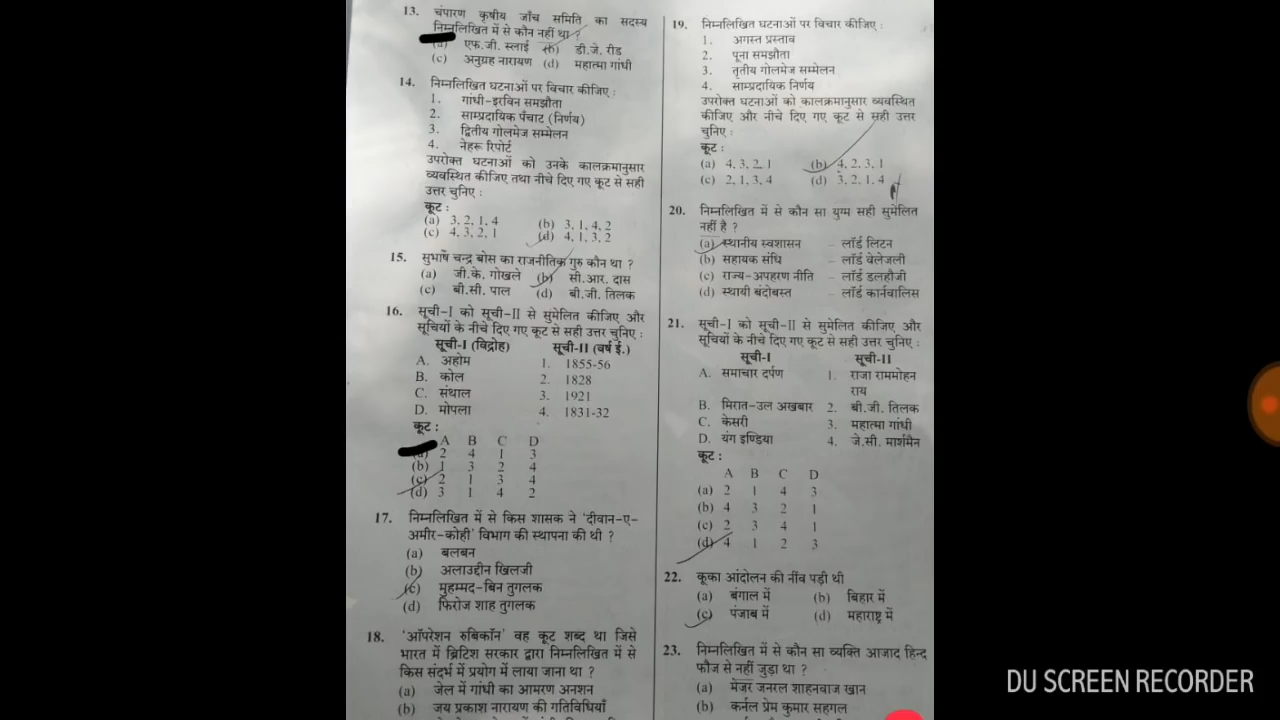 13. चंपारण कृषीय जाँच समिति का सदस्य
निम्नलिखित में से कौन नहीं था ?
(a) एफ.जी. स्लाई (b) डी.जे. रीड
(c) अनुग्रह नारायण (d) महात्मा गांधी
14. निम्नलिखित घटनाओं पर विचार कीजिए :
1. गांधी-इरविन समझौता
2. साम्प्रदायिक पँचाट (निर्णय)
3. द्वितीय गोलमेज सम्मेलन
4. नेहरू रिपोर्ट
उपरोक्त घटनाओं को उनके कालक्रमानुसार
व्यवस्थित कीजिए तथा नीचे दिए गए कूट से सही
उत्तर चुनिए :
कूट :
(a) 3, 2, 1, 4 (b) 3, 1, 4, 2
(c) 4, 3, 2, 1 (d) 4, 1, 3, 2
15. सुभाष चन्द्र बोस का राजनीतिक गुरु कौन था ?
(a) जी.के. गोखले (b) सी.आर. दास
(c) बी.सी. पाल (d) बी.जी. तिलक
16. सूची-I को सूची-II से सुमेलित कीजिए और
सूचियों के नीचे दिए गए कूट से सही उत्तर चुनिए :
सूची-I (विद्रोह) सूची-II (वर्ष ई.)
A. अहोम 1. 1855-56
B. कोल 2. 1828
C. संथाल 3. 1921
D. मोपला 4. 1831-32
कूट :
A B C D
(a) 2 4 1 3
(b) 1 3 2 4
(c) 2 1 3 4
(d) 3 1 4 2
17. निम्नलिखित में से किस शासक ने 'दीवान-ए-
अमीर-कोही' विभाग की स्थापना की थी ?
(a) बलबन
(b) अलाउद्दीन खिलजी
(c) मुहम्मद-बिन तुगलक
(d) फिरोज शाह तुगलक
18. 'ऑपरेशन रुबिकॉन' वह कूट शब्द था जिसे
भारत में ब्रिटिश सरकार द्वारा निम्नलिखित में से
किस संदर्भ में प्रयोग में लाया जाना था ?
(a) जेल में गांधी का आमरण अनशन
(b) जय प्रकाश नारायण की गतिविधियाँ
19. निम्नलिखित घटनाओं पर विचार कीजिए :
1. अगस्त प्रस्ताव
2. पूना समझौता
3. तृतीय गोलमेज सम्मेलन
4. साम्प्रदायिक निर्णय
उपरोक्त घटनाओं को कालक्रमानुसार व्यवस्थित
कीजिए और नीचे दिए गए कूट से सही उत्तर
चुनिए :
कूट :
(a) 4, 3, 2, 1 (b) 4, 2, 3, 1
(c) 2, 1, 3, 4 (d) 3, 2, 1, 4
20. निम्नलिखित में से कौन सा युग्म सही सुमेलित
नहीं है ?
(a) स्थानीय स्वशासन – लॉर्ड लिटन
(b) सहायक संधि – लॉर्ड वेलेजली
(c) राज्य-अपहरण नीति – लॉर्ड डलहौजी
(d) स्थायी बंदोबस्त – लॉर्ड कार्नवालिस
21. सूची-I को सूची-II से सुमेलित कीजिए और
सूचियों के नीचे दिए गए कूट से सही उत्तर चुनिए :
सूची-I सूची-II
A. समाचार दर्पण 1. राजा राममोहन
राय
B. मिरात-उल अखबार 2. बी.जी. तिलक
C. केसरी 3. महात्मा गांधी
D. यंग इण्डिया 4. जे.सी. मार्शमैन
कूट :
A B C D
(a) 2 1 4 3
(b) 4 3 2 1
(c) 2 3 4 1
(d) 4 1 2 3
22. कूका आंदोलन की नींव पड़ी थी
(a) बंगाल में (b) बिहार में
(c) पंजाब में (d) महाराष्ट्र में
23. निम्नलिखित में से कौन सा व्यक्ति आजाद हिन्द
फौज से नहीं जुड़ा था ?
(a) मेजर जनरल शाहनवाज खान
(b) कर्नल प्रेम कुमार सहगल
DU SCREEN RECORDER